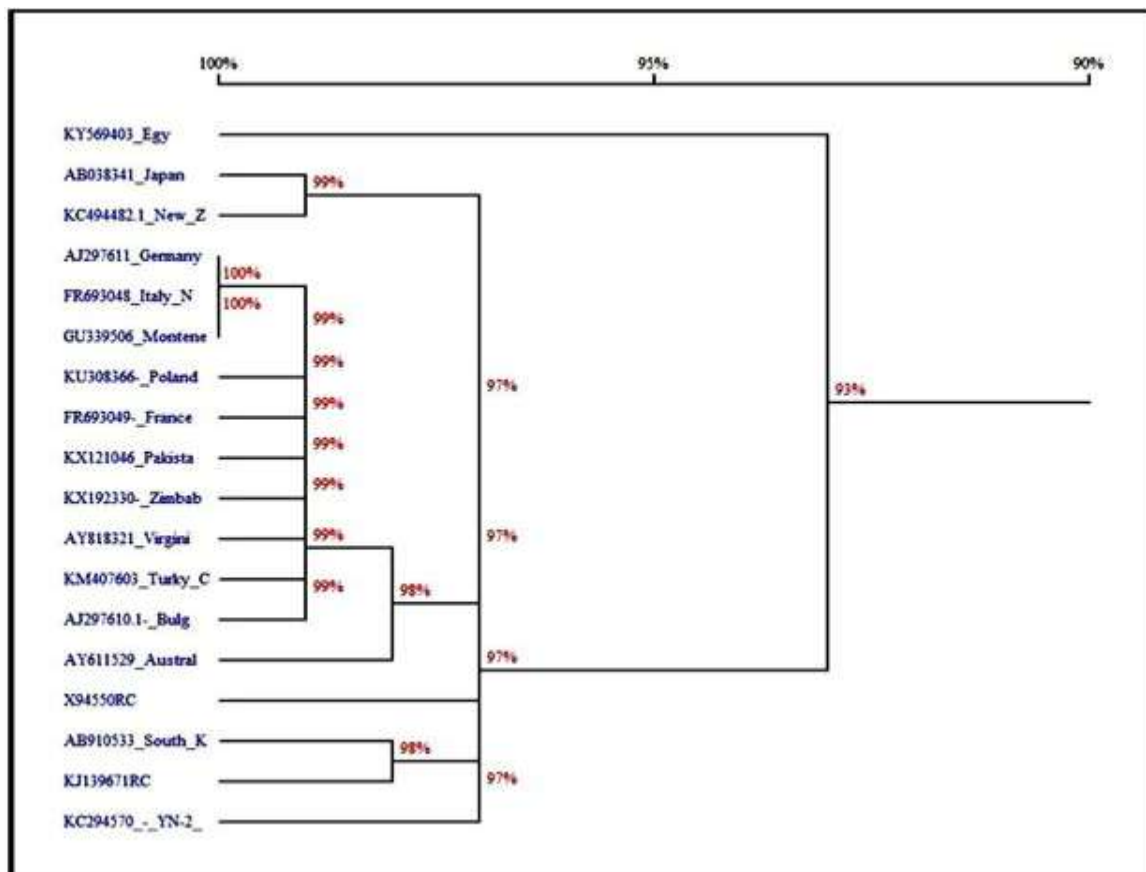 100% 95% 90%
KY569403_Egy
AB038341_Japan
99%
KC494482.1_New_Z
AJ297611_Germany
100%
FR693048_Italy_N
100%
99%
GU339506_Montene
99%
KU308366-_Poland
97%
93%
99%
FR693049-_France
99%
KX121046_Pakista
99%
KX192330-_Zimbab
99%
97%
AY818321_Virgini
KM407603_Turky_C
99%
98%
AJ297610.1-_Bulg
97%
AY611529_Austral
X94550RC
AB910533_South_K
98%
KJ139671RC
97%
KC294570_-_YN-2_